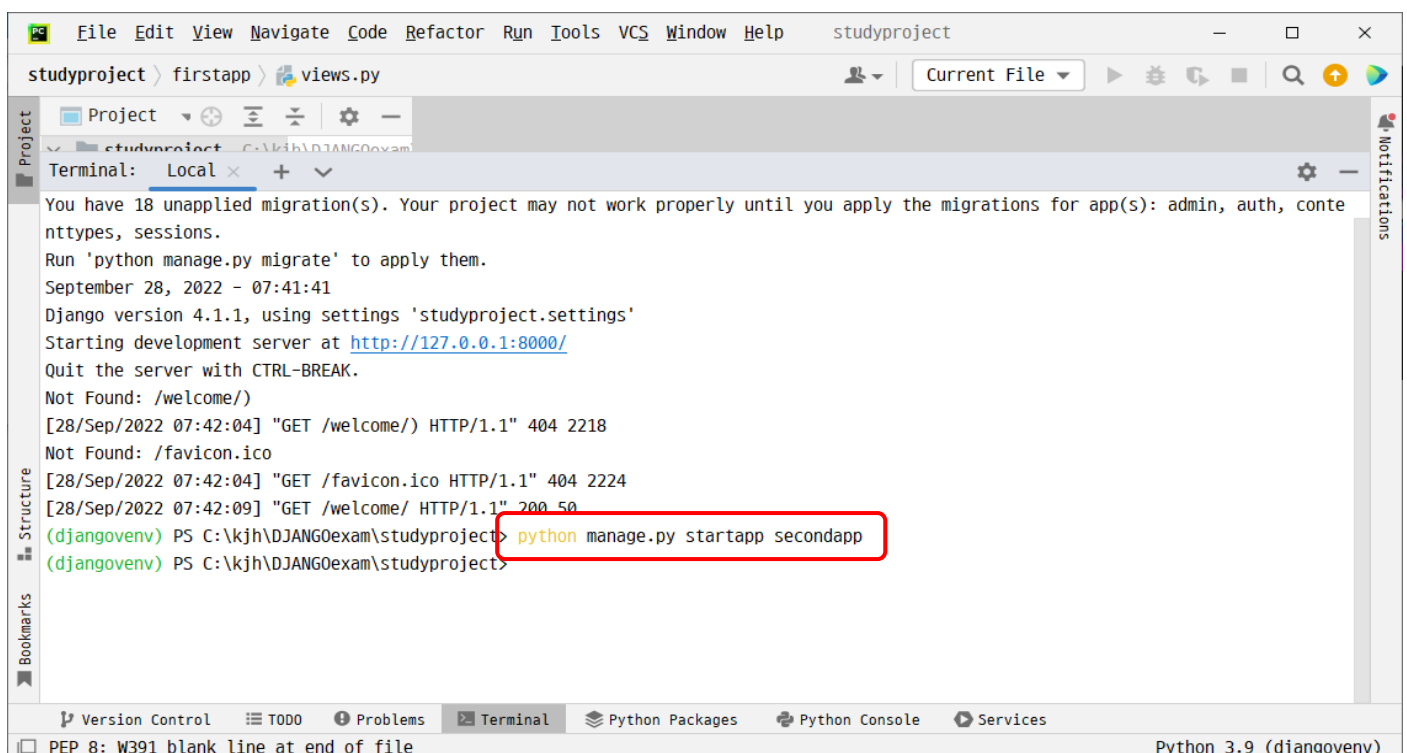 PC File Edit View Navigate Code Refactor Run Tools VCS Window Help studyproject
studyproject firstapp views.py Current File
Project
studyproject C:\kjh\DJANGOexam
Terminal: Local
You have 18 unapplied migration(s). Your project may not work properly until you apply the migrations for app(s): admin, auth, conte
nttypes, sessions.
Run 'python manage.py migrate' to apply them.
September 28, 2022 - 07:41:41
Django version 4.1.1, using settings 'studyproject.settings'
Starting development server at http://127.0.0.1:8000/
Quit the server with CTRL-BREAK.
Not Found: /welcome/)
[28/Sep/2022 07:42:04] "GET /welcome/) HTTP/1.1" 404 2218
Not Found: /favicon.ico
[28/Sep/2022 07:42:04] "GET /favicon.ico HTTP/1.1" 404 2224
[28/Sep/2022 07:42:09] "GET /welcome/ HTTP/1.1" 200 50
(djangovenv) PS C:\kjh\DJANGOexam\studyproject> python manage.py startapp secondapp
(djangovenv) PS C:\kjh\DJANGOexam\studyproject>
Project
Structure
Bookmarks
Notifications
Version Control TODO Problems Terminal Python Packages Python Console Services
PEP 8: W391 blank line at end of file Python 3.9 (djangovenv)